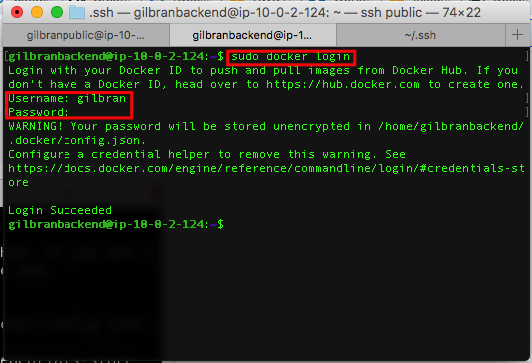 .ssh — gilbranbackend@ip-10-0-2-124: ~ — ssh public — 74×22
gilbranpublic@ip-10-...
gilbranbackend@ip-1...
~/.ssh
+
[gilbranbackend@ip-10-0-2-124:~$ sudo docker login ]
Login with your Docker ID to push and pull images from Docker Hub. If you
don't have a Docker ID, head over to https://hub.docker.com to create one.
[Username: gilbran ]
[Password: ]
WARNING! Your password will be stored unencrypted in /home/gilbranbackend/
.docker/config.json.
Configure a credential helper to remove this warning. See
https://docs.docker.com/engine/reference/commandline/login/#credentials-st
ore
Login Succeeded
gilbranbackend@ip-10-0-2-124:~$